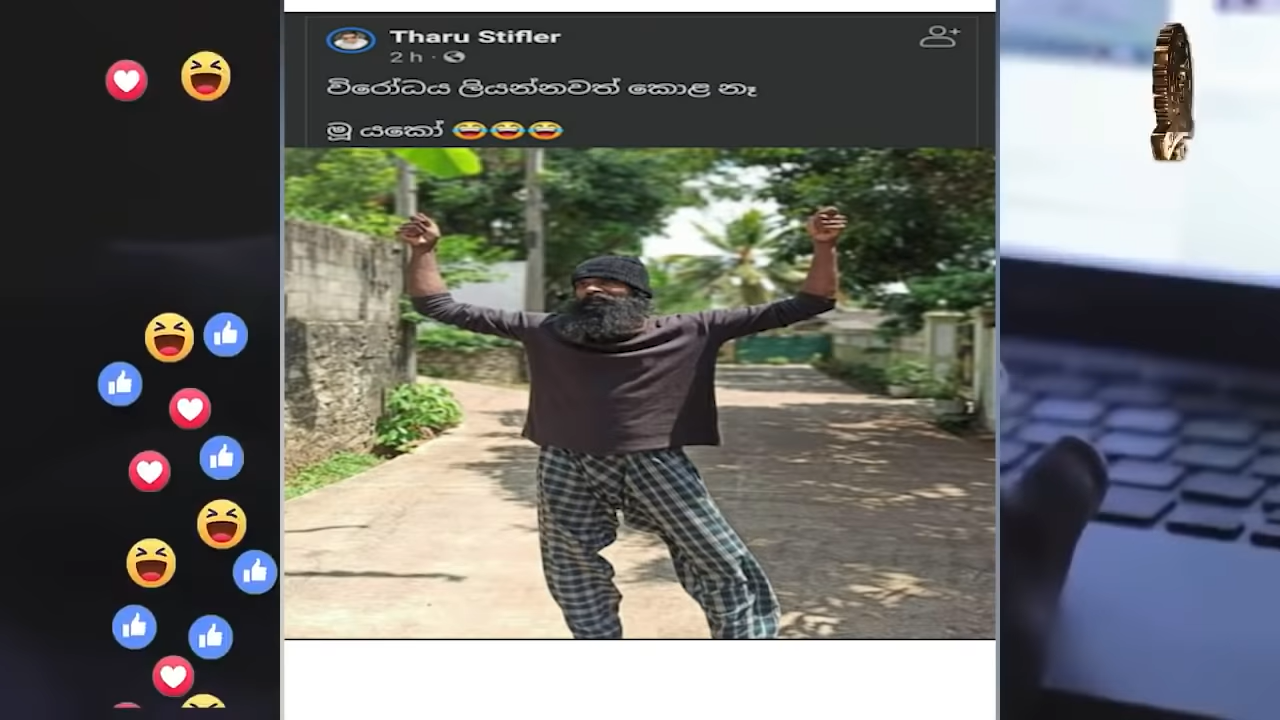 Tharu Stifler
2 h ·
විරෝධය ලියන්නවත් කොළ නෑ
මූ යකෝ 😂😂😂